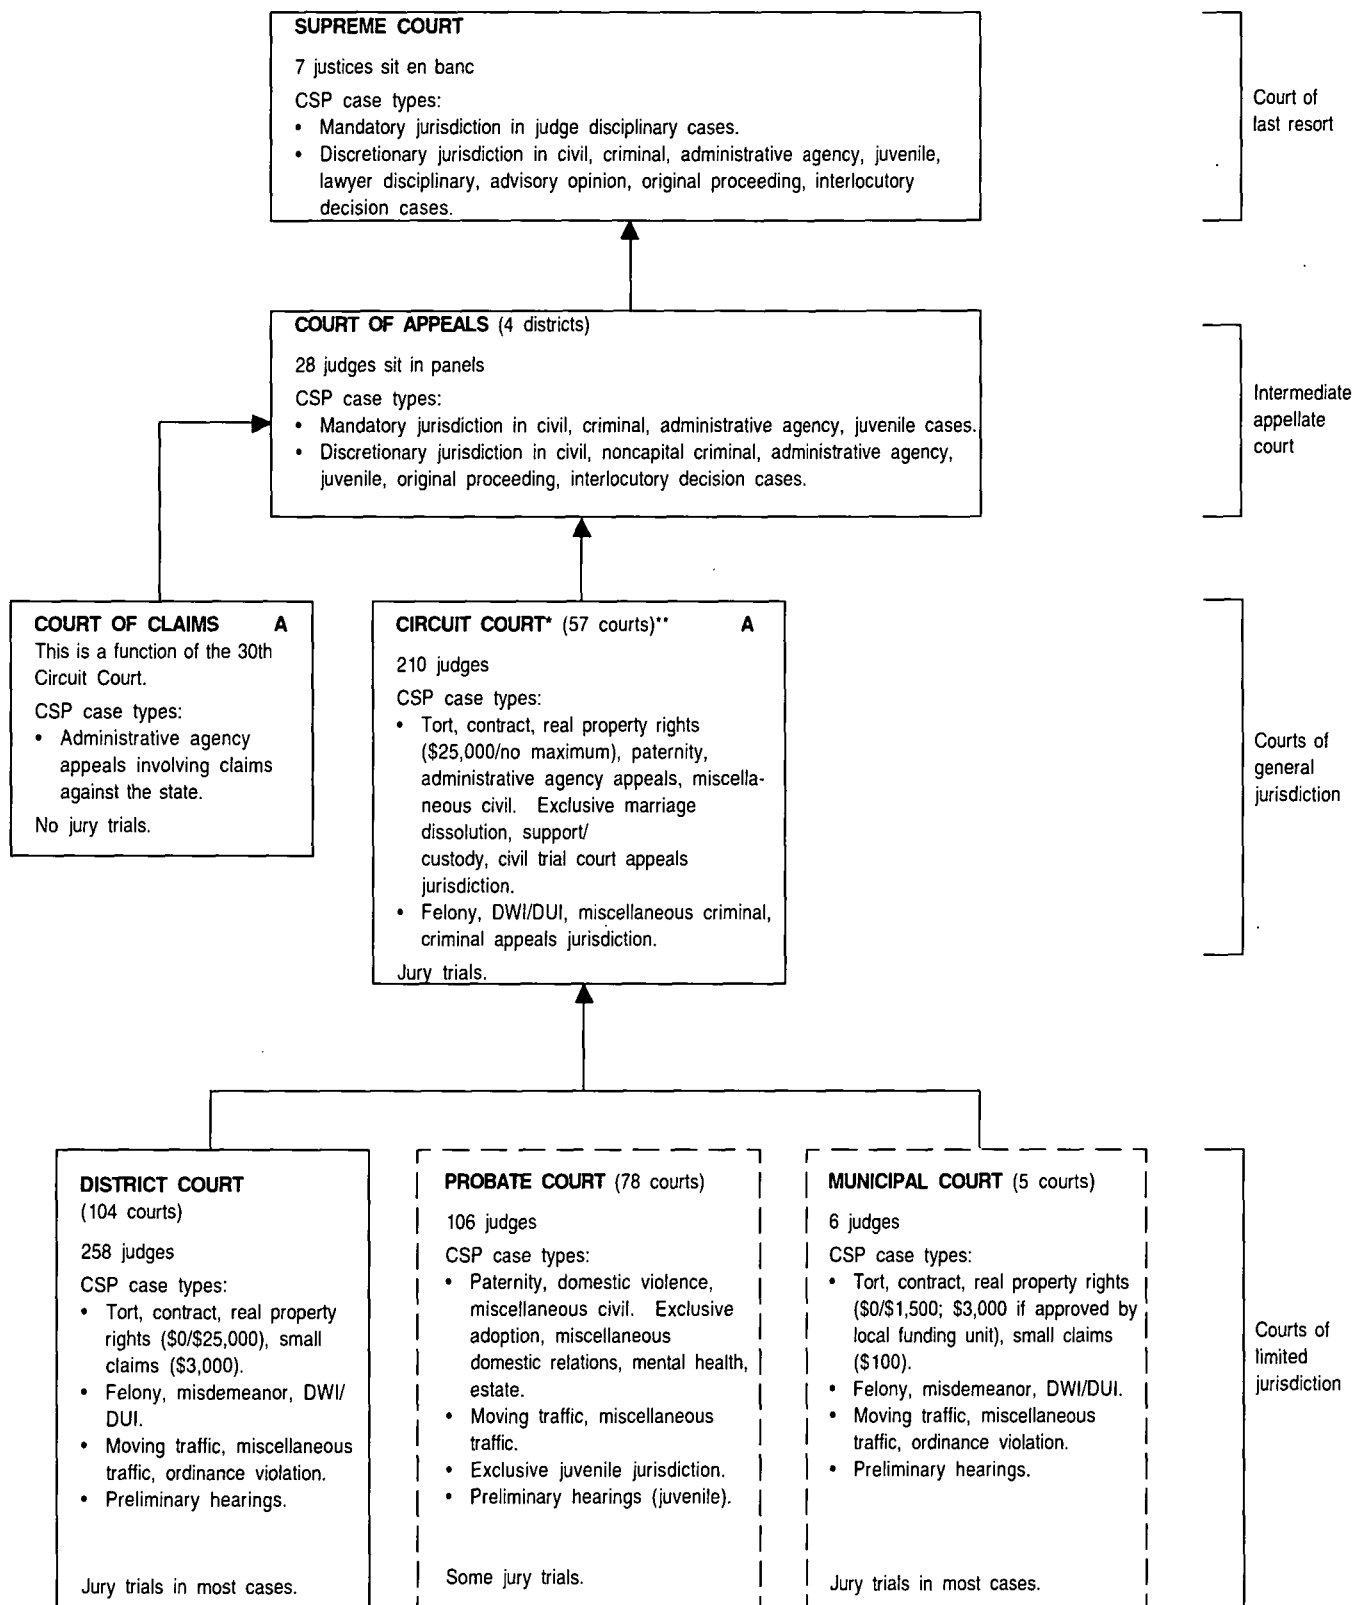 SUPREME COURT
7 justices sit en banc
CSP case types:
• Mandatory jurisdiction in judge disciplinary cases.
• Discretionary jurisdiction in civil, criminal, administrative agency, juvenile,
lawyer disciplinary, advisory opinion, original proceeding, interlocutory
decision cases.
Court of
last resort
COURT OF APPEALS (4 districts)
28 judges sit in panels
CSP case types:
• Mandatory jurisdiction in civil, criminal, administrative agency, juvenile cases.
• Discretionary jurisdiction in civil, noncapital criminal, administrative agency,
juvenile, original proceeding, interlocutory decision cases.
Intermediate
appellate
court
COURT OF CLAIMS A
This is a function of the 30th
Circuit Court.
CSP case types:
• Administrative agency
appeals involving claims
against the state.
No jury trials.
CIRCUIT COURT* (57 courts)** A
210 judges
CSP case types:
• Tort, contract, real property rights
($25,000/no maximum), paternity,
administrative agency appeals, miscella-
neous civil. Exclusive marriage
dissolution, support/
custody, civil trial court appeals
jurisdiction.
• Felony, DWI/DUI, miscellaneous criminal,
criminal appeals jurisdiction.
Jury trials.
Courts of
general
jurisdiction
DISTRICT COURT
(104 courts)
258 judges
CSP case types:
• Tort, contract, real property
rights ($0/$25,000), small
claims ($3,000).
• Felony, misdemeanor, DWI/
DUI.
• Moving traffic, miscellaneous
traffic, ordinance violation.
• Preliminary hearings.
Jury trials in most cases.
PROBATE COURT (78 courts)
106 judges
CSP case types:
• Paternity, domestic violence,
miscellaneous civil. Exclusive
adoption, miscellaneous
domestic relations, mental health,
estate.
• Moving traffic, miscellaneous
traffic.
• Exclusive juvenile jurisdiction.
• Preliminary hearings (juvenile).
Some jury trials.
MUNICIPAL COURT (5 courts)
6 judges
CSP case types:
• Tort, contract, real property rights
($0/$1,500; $3,000 if approved by
local funding unit), small claims
($100).
• Felony, misdemeanor, DWI/DUI.
• Moving traffic, miscellaneous
traffic, ordinance violation.
• Preliminary hearings.
Jury trials in most cases.
Courts of
limited
jurisdiction